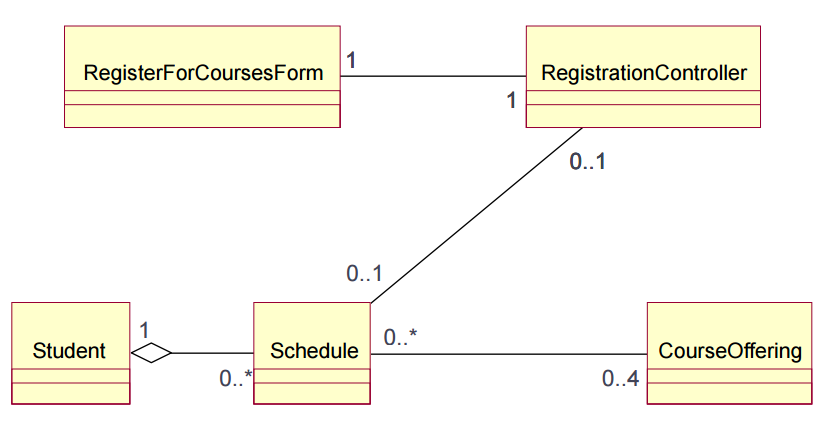 RegisterForCoursesForm
1
1
RegistrationController
0..1
0..1
Student
1
0..*
Schedule
0..*
0..4
CourseOffering